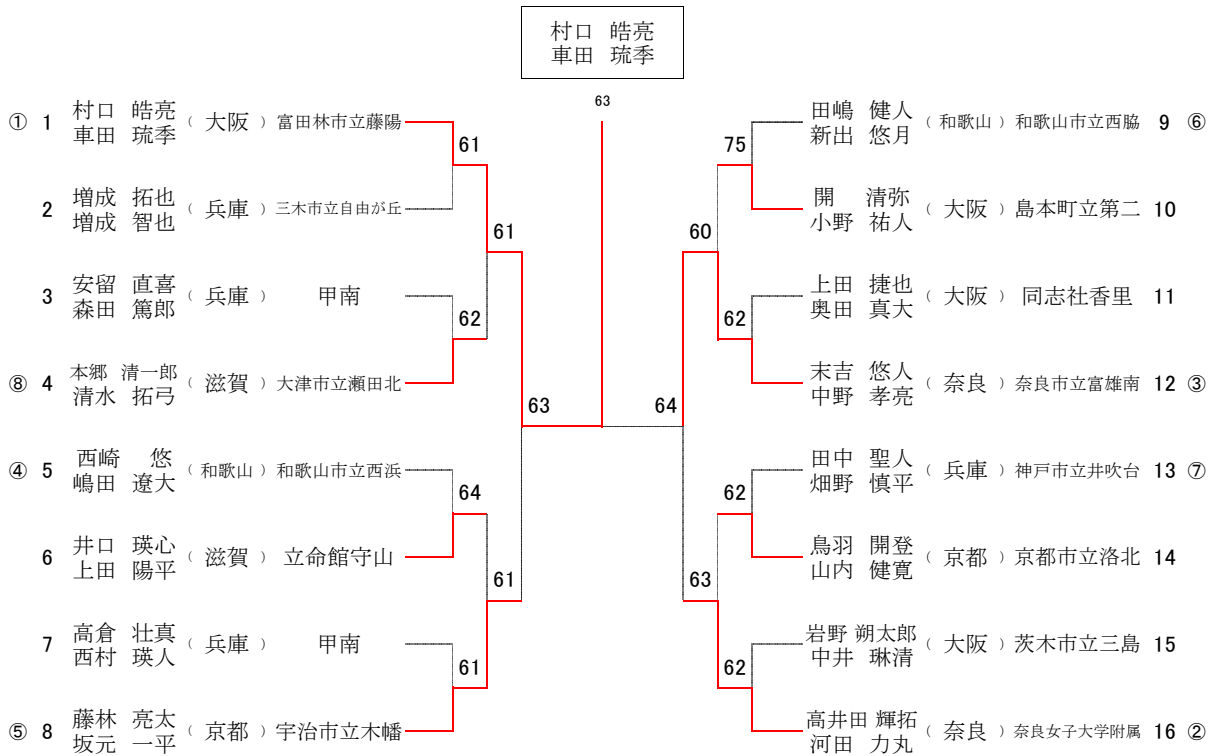 村口 皓亮
車田 琉季
63
① 1 村口 皓亮 ( 大阪 ) 富田林市立藤陽
車田 琉季
61
2 増成 拓也 ( 兵庫 ) 三木市立自由が丘
増成 智也
61
3 安留 直喜 ( 兵庫 ) 甲南
森田 篤郎
62
⑧ 4 本郷 清一郎 ( 滋賀 ) 大津市立瀬田北
清水 拓弓
63
④ 5 西崎 悠 ( 和歌山 ) 和歌山市立西浜
嶋田 遼大
64
6 井口 瑛心 ( 滋賀 ) 立命館守山
上田 陽平
61
7 高倉 壮真 ( 兵庫 ) 甲南
西村 瑛人
61
⑤ 8 藤林 亮太 ( 京都 ) 宇治市立木幡
坂元 一平
田嶋 健人 ( 和歌山 ) 和歌山市立西脇 9 ⑥
新出 悠月
75
開 清弥 ( 大阪 ) 島本町立第二 10
小野 祐人
60
上田 捷也 ( 大阪 ) 同志社香里 11
奥田 真大
62
末吉 悠人 ( 奈良 ) 奈良市立富雄南 12 ③
中野 孝亮
64
田中 聖人 ( 兵庫 ) 神戸市立井吹台 13 ⑦
畑野 慎平
62
鳥羽 開登 ( 京都 ) 京都市立洛北 14
山内 健寛
63
岩野 朔太郎 ( 大阪 ) 茨木市立三島 15
中井 琳清
62
高井田 輝拓 ( 奈良 ) 奈良女子大学附属 16 ②
河田 力丸